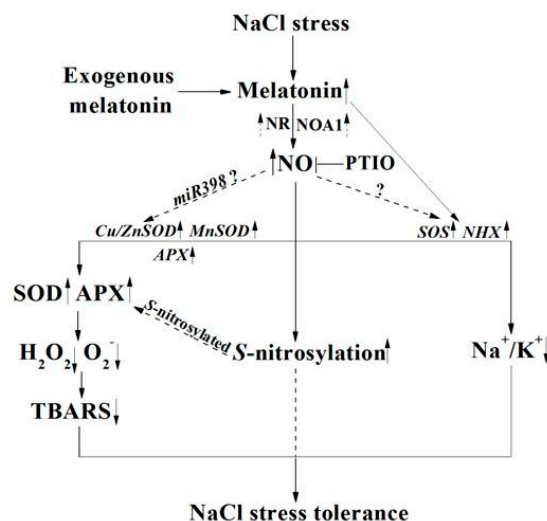 NaCl stress
Exogenous
melatonin
Melatonin↑
↑NR NOA1↑
↑NO
PTIO
miR398 ?
?
Cu/ZnSOD↑ MnSOD↑
APX↑
SOS↑ NHX↑
SOD↑ APX↑
S-nitrosylated
H₂O₂↓ O₂⁻↓
S-nitrosylation↑
Na⁺/K⁺↓
TBARS↓
NaCl stress tolerance